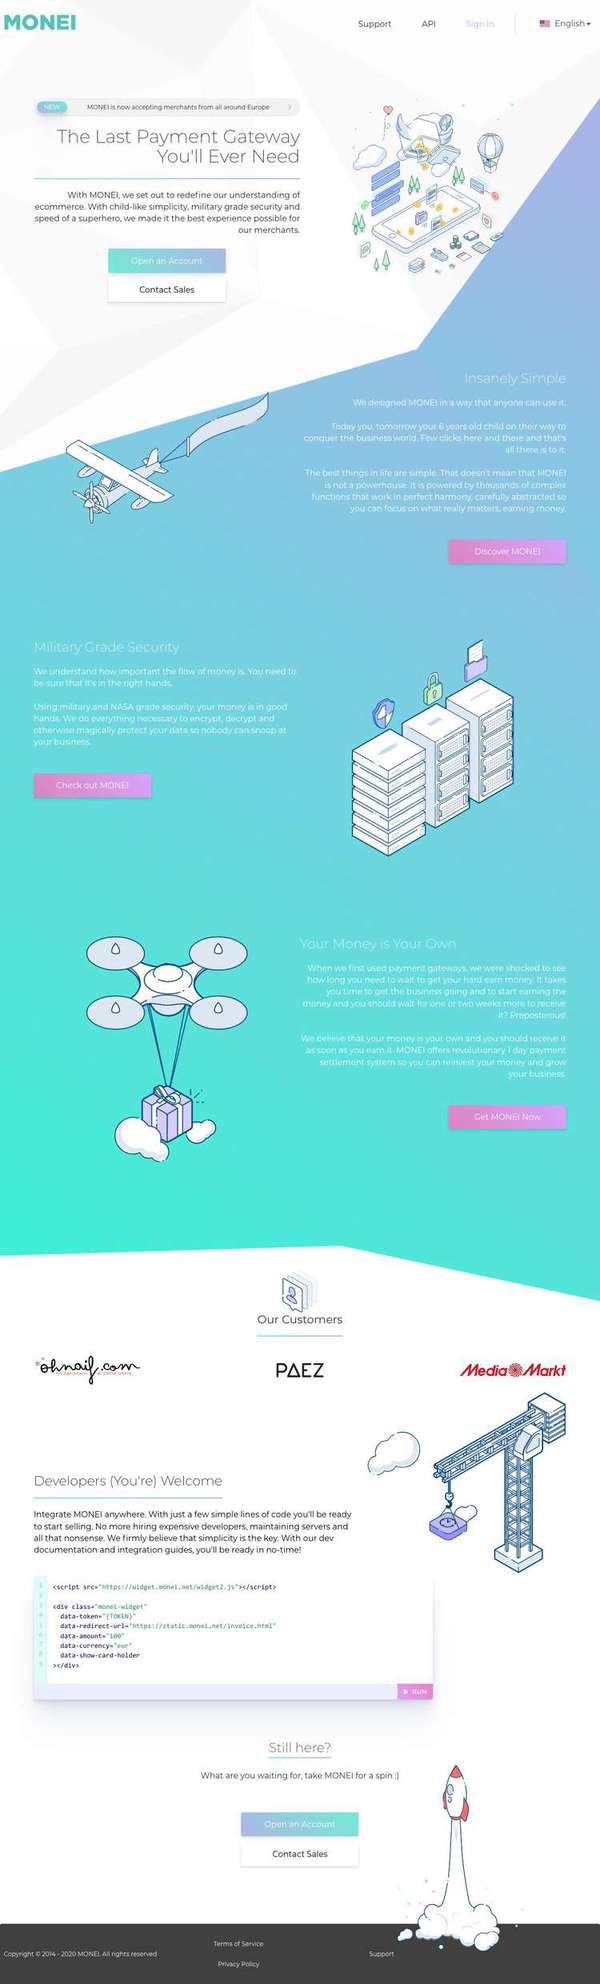 MONEI
Support
API
Sign In
English
NEW
MONEI is now accepting merchants from all around Europe
The Last Payment Gateway
You'll Ever Need
With MONEI, we set out to redefine our understanding of
ecommerce. With child-like simplicity, military grade security and
speed of a superhero, we made it the best experience possible for
our merchants.
Open an Account
Contact Sales
Insanely Simple
We designed MONEI in a way that anyone can use it.
Today you, tomorrow your 6 years old child on their way to
conquer the business world. Few clicks here and there and that's
all there is to it.
The best things in life are simple. That doesn't mean that MONEI
is not a powerhouse. It is powered by thousands of complex
functions that work in perfect harmony, carefully abstracted so
you can focus on what really matters, earning money.
Discover MONEI
Military Grade Security
We understand how important the flow of money is. You need to
be sure that it's in the right hands.
Using military and NASA grade security, your money is in good
hands. We do everything necessary to encrypt, decrypt and
otherwise magically protect your data so nobody can snoop at
your business.
Check out MONEI
Your Money is Your Own
When we first used payment gateways, we were shocked to see
how long you need to wait to get your hard earn money. It takes
you time to get the business going and to start earning the
money and you should wait for one or two weeks more to receive
it? Preposterous!
We believe that your money is your own and you should receive it
as soon as you earn it. MONEI offers revolutionary 1 day payment
settlement system so you can reinvest your money and grow
your business.
Get MONEI Now
Our Customers
ohnaif.com
PAEZ
MediaMarkt
Developers (You're) Welcome
Integrate MONEI anywhere. With just a few simple lines of code you'll be ready
to start selling. No more hiring expensive developers, maintaining servers and
all that nonsense. We firmly believe that simplicity is the key. With our dev
documentation and integration guides, you'll be ready in no-time!
1 <script src="https://widget.monei.net/widget2.js"></script>
2
3 <div class="monei-widget"
4 data-token="{TOKEN}"
5 data-redirect-url="https://static.monei.net/invoice.html"
6 data-amount="100"
7 data-currency="eur"
8 data-show-card-holder
9 ></div>
RUN
Still here?
What are you waiting for, take MONEI for a spin :)
Open an Account
Contact Sales
Copyright © 2014 - 2020 MONEI. All rights reserved
Terms of Service
Privacy Policy
Support